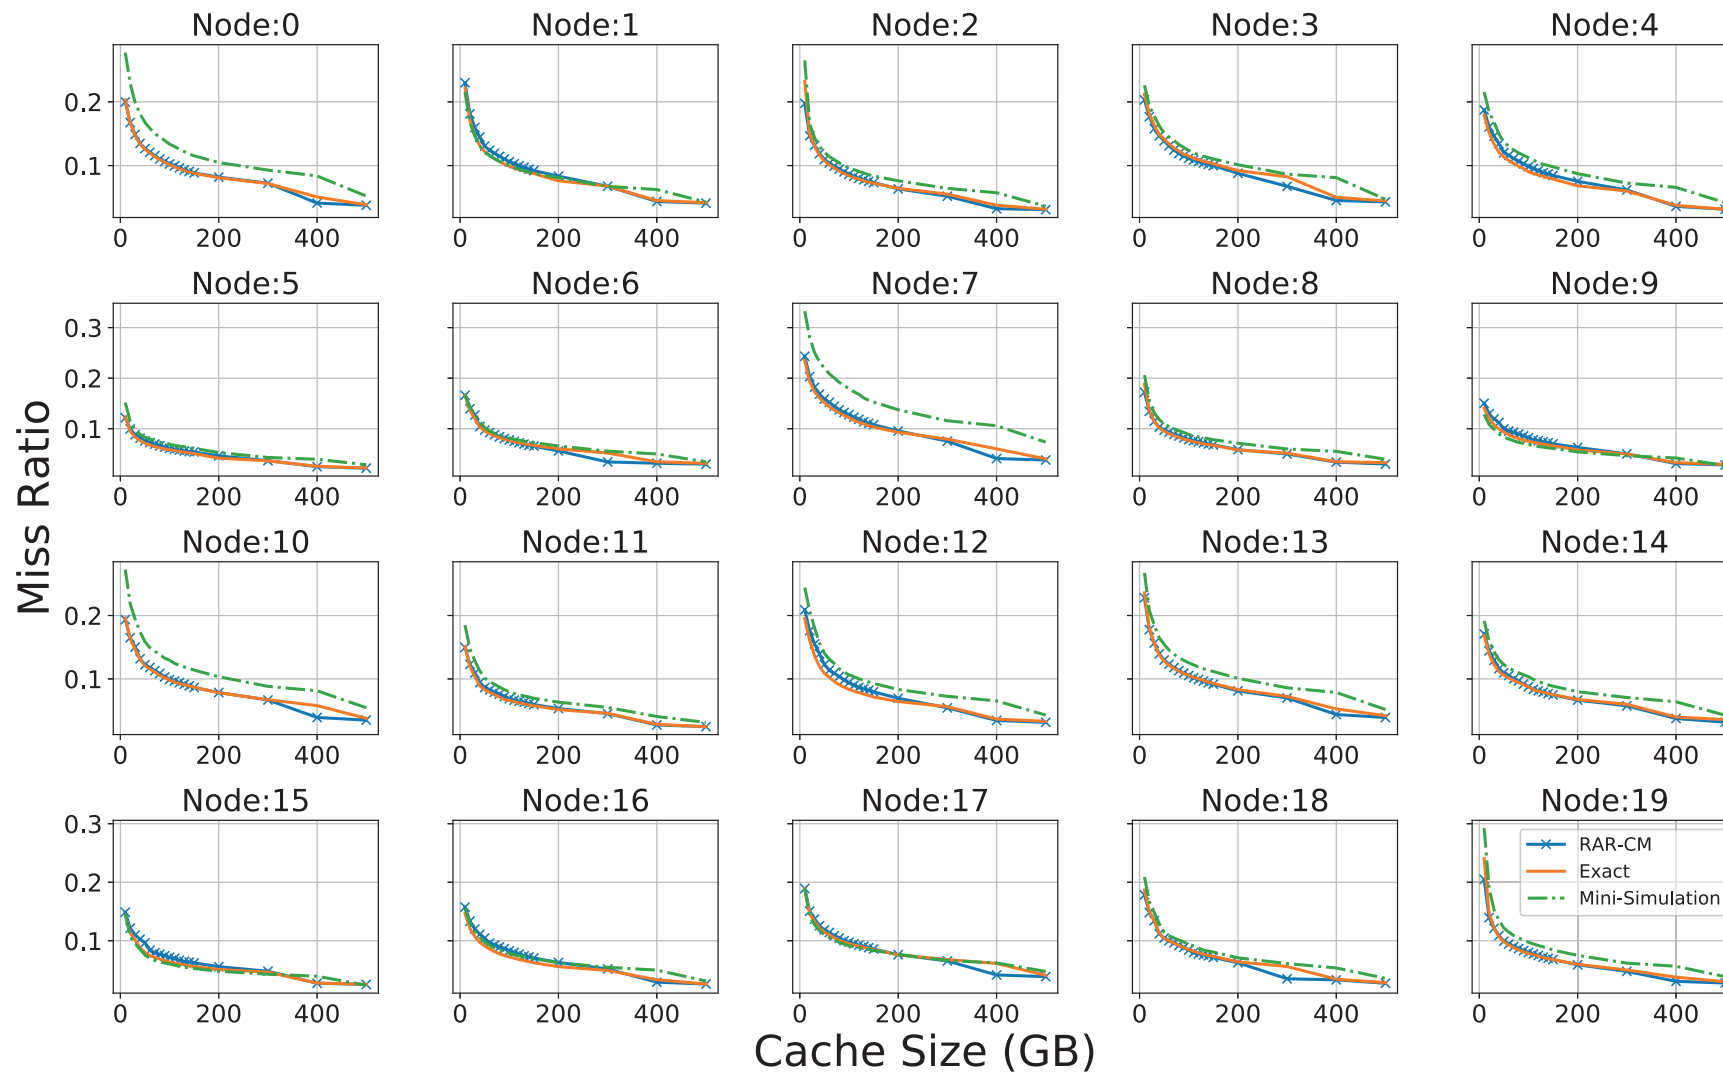 Node:0 Node:1 Node:2 Node:3 Node:4
0.2
0.1
0 200 400 0 200 400 0 200 400 0 200 400 0 200 400
Node:5 Node:6 Node:7 Node:8 Node:9
0.3
0.2
0.1
0 200 400 0 200 400 0 200 400 0 200 400 0 200 400
Miss Ratio
Node:10 Node:11 Node:12 Node:13 Node:14
0.2
0.1
0 200 400 0 200 400 0 200 400 0 200 400 0 200 400
Node:15 Node:16 Node:17 Node:18 Node:19
0.3
0.2
0.1
RAR-CM
Exact
Mini-Simulation
0 200 400 0 200 400 0 200 400 0 200 400 0 200 400
Cache Size (GB)